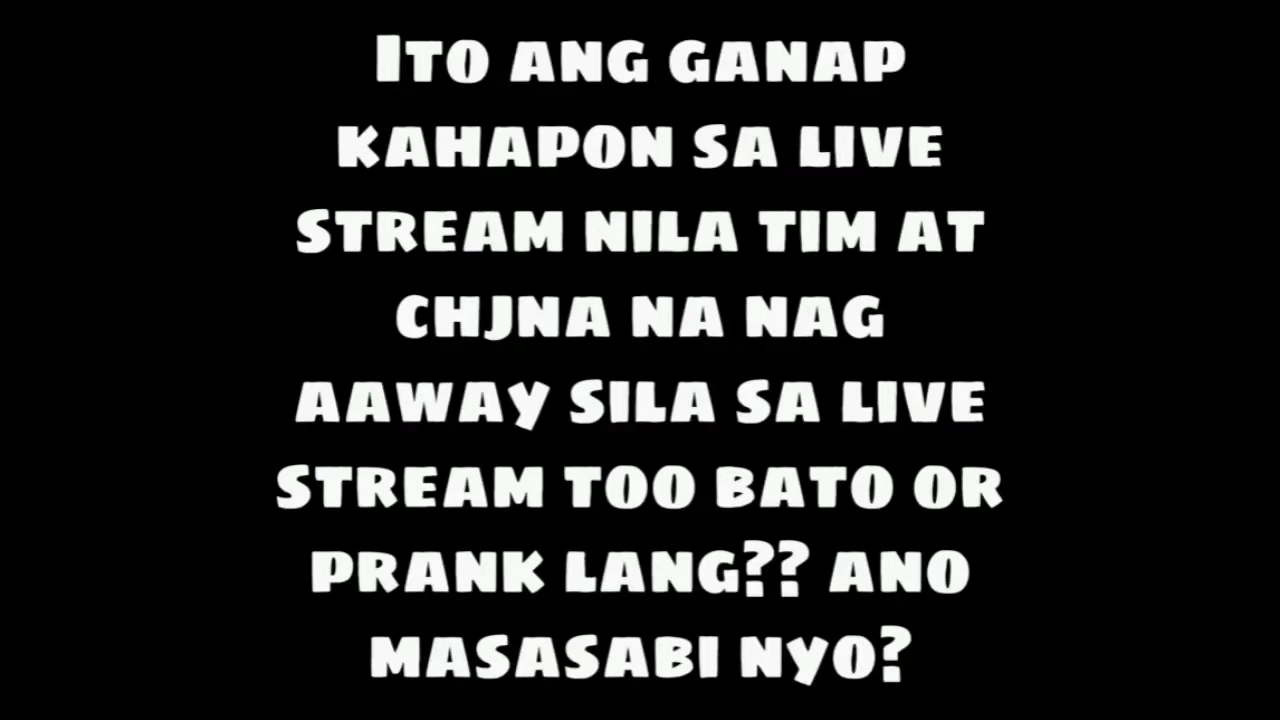 Ito ang ganap
kahapon sa live
stream nila tim at
chjna na nag
aaway sila sa live
stream too bato or
prank lang?? ano
masasabi nyo?